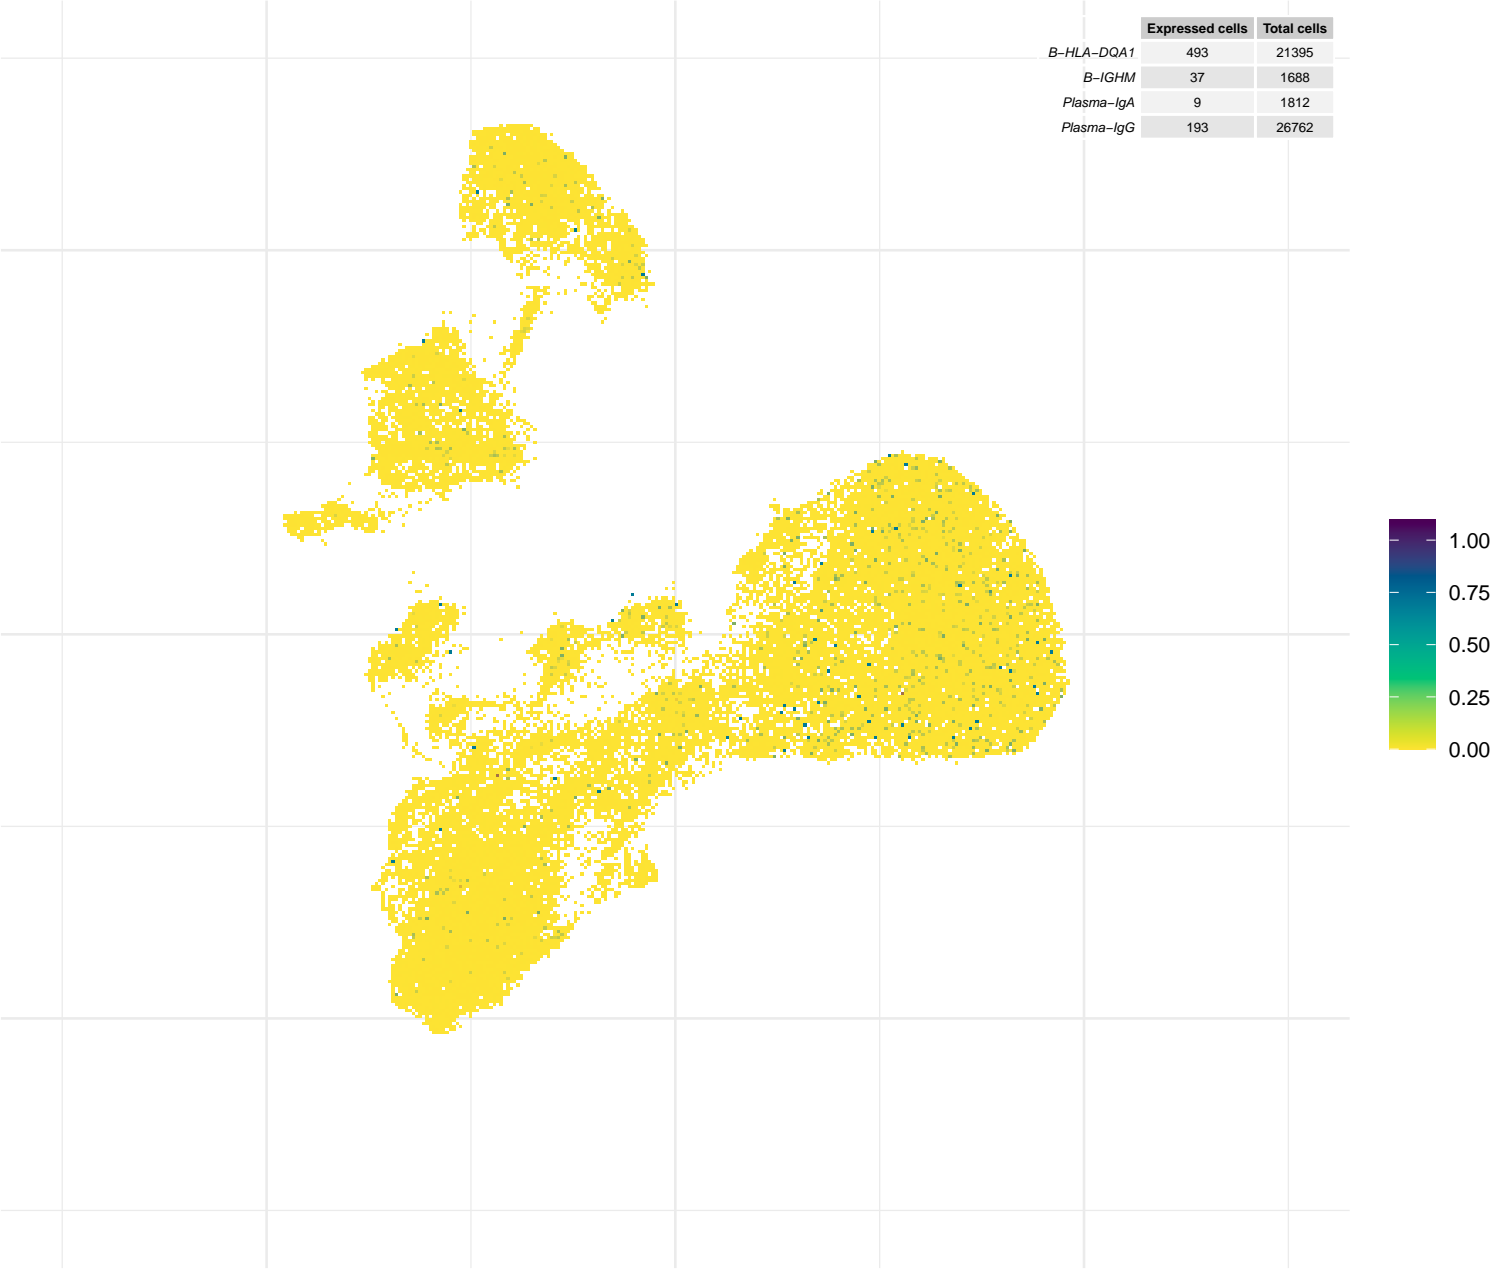 Expressed cells Total cells
B−HLA−DQA1 493 21395
B−IGHM 37 1688
Plasma−IgA 9 1812
Plasma−IgG 193 26762
1.00
0.75
0.50
0.25
0.00